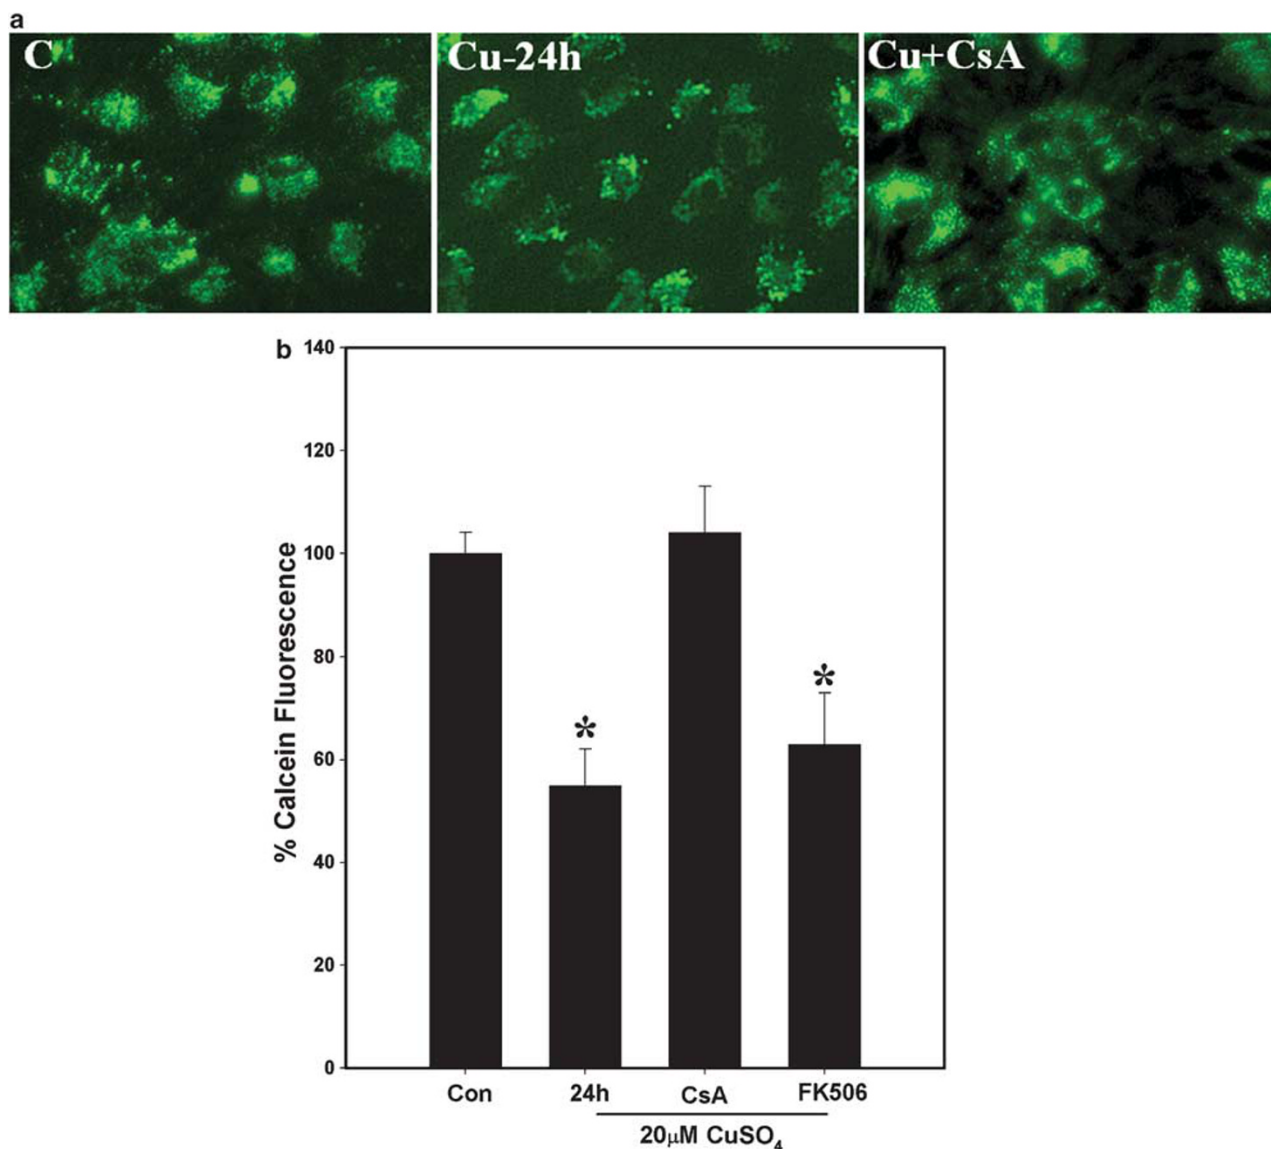 a
C
Cu-24h
Cu+CsA
b
140
120
100
80
60
40
20
0
% Calcein Fluorescence
*
*
Con
24h
CsA
FK506
20μM CuSO₄